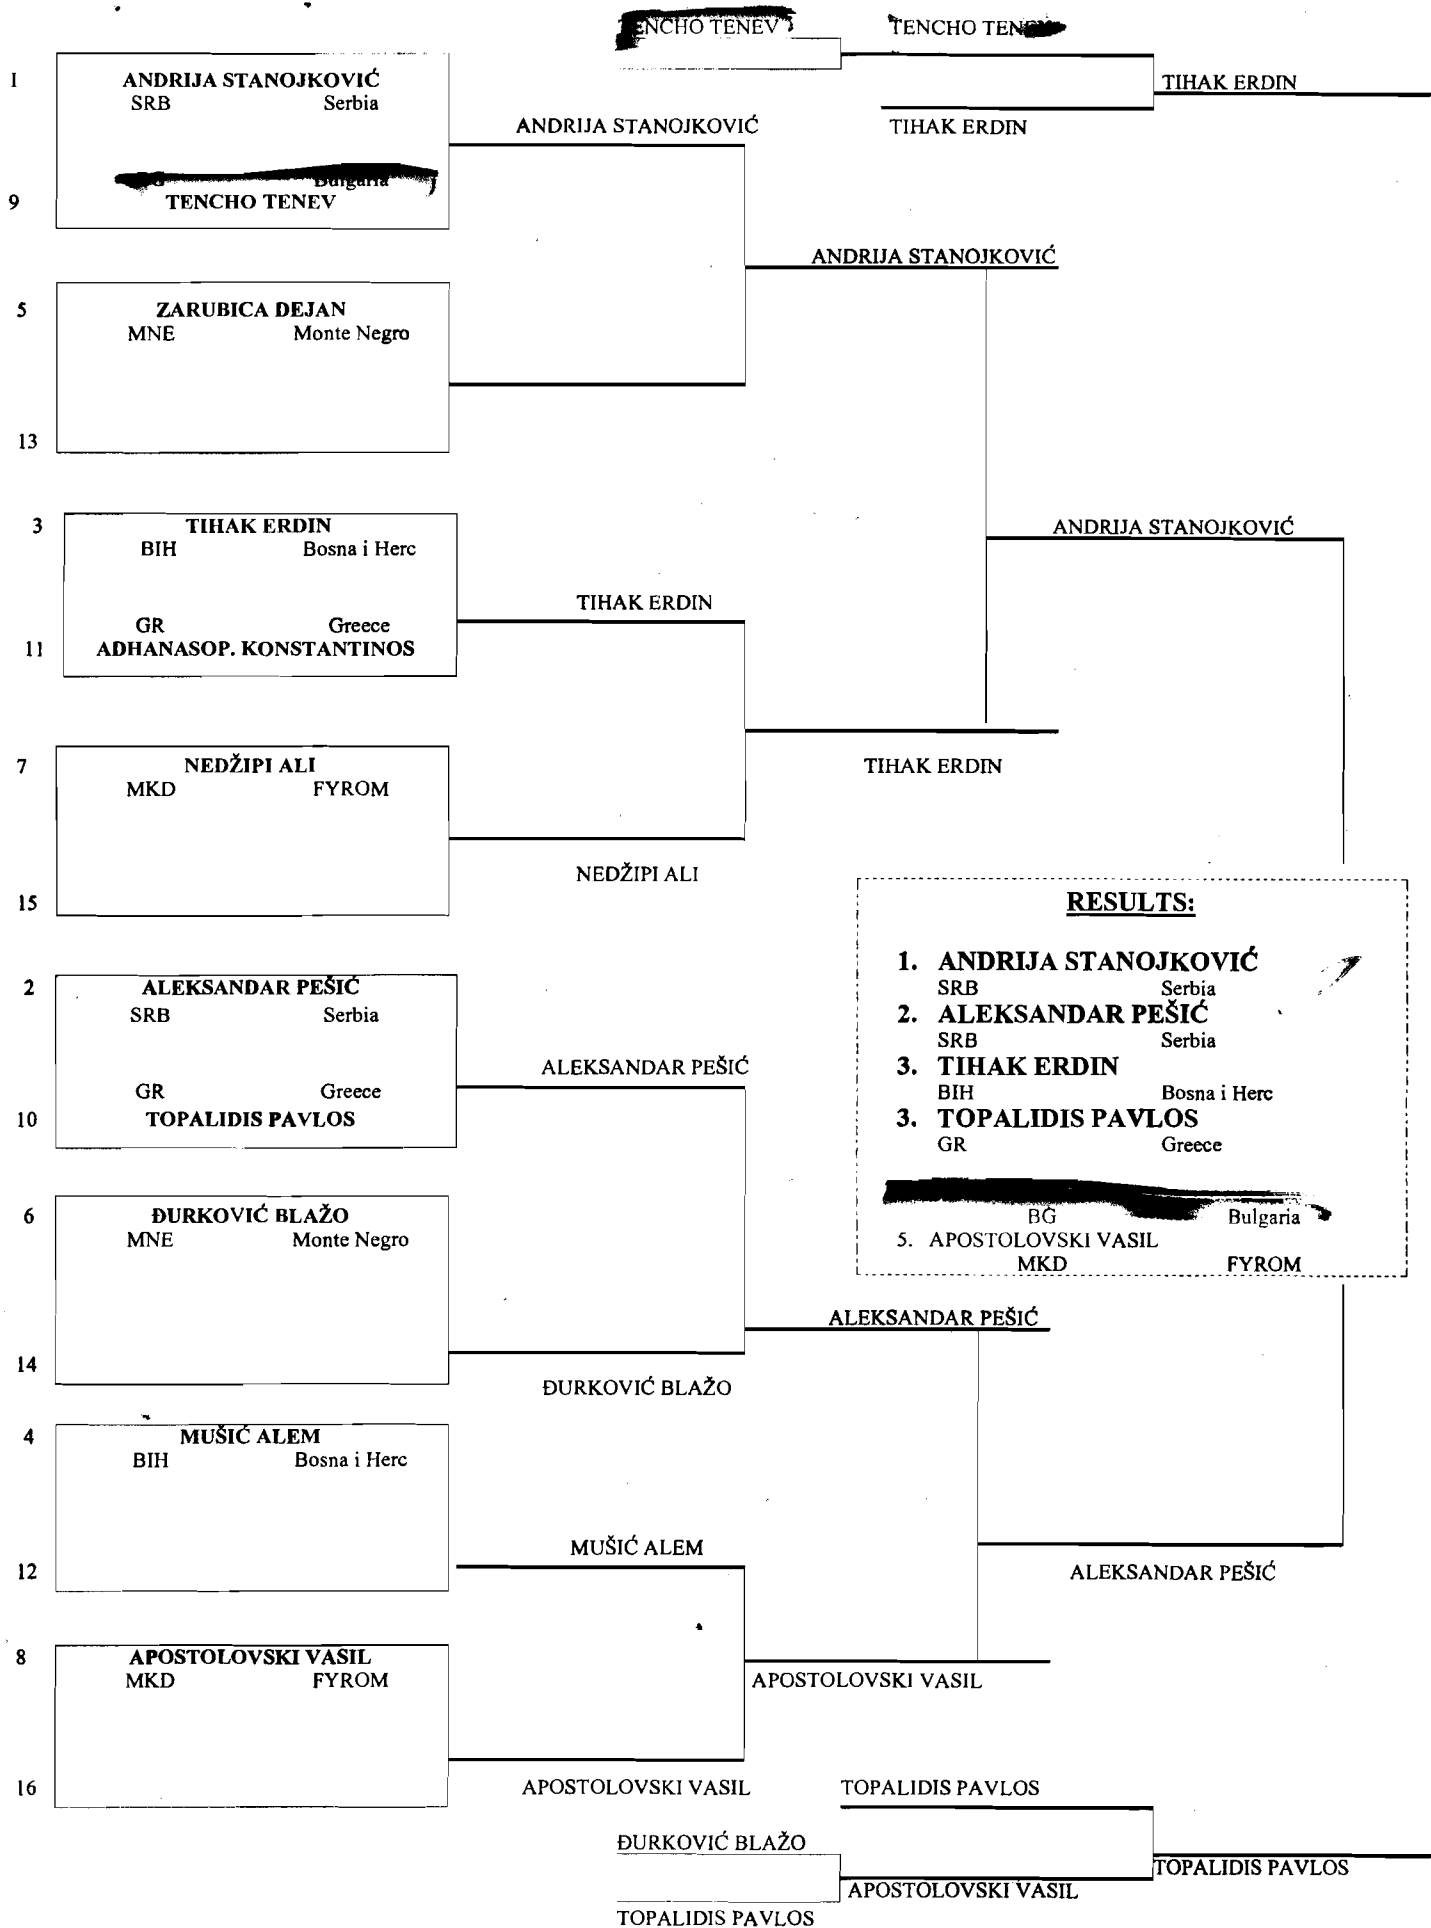 TENCHO TENEV
TENCHO
TIHAK ERDIN
TIHAK ERDIN
1
ANDRIJA STANOJKOVIĆ
SRB Serbia
Bulgaria
9
TENCHO TENEV
ANDRIJA STANOJKOVIĆ
5
ZARUBICA DEJAN
MNE Monte Negro
13
ANDRIJA STANOJKOVIĆ
3
TIHAK ERDIN
BIH Bosna i Herc
GR Greece
11
ADHANASOP. KONSTANTINOS
TIHAK ERDIN
ANDRIJA STANOJKOVIĆ
7
NEDŽIPI ALI
MKD FYROM
15
TIHAK ERDIN
NEDŽIPI ALI
2
ALEKSANDAR PEŠIĆ
SRB Serbia
GR Greece
10
TOPALIDIS PAVLOS
ALEKSANDAR PEŠIĆ
RESULTS:
1. ANDRIJA STANOJKOVIĆ
SRB Serbia
2. ALEKSANDAR PEŠIĆ
SRB Serbia
3. TIHAK ERDIN
BIH Bosna i Herc
3. TOPALIDIS PAVLOS
GR Greece
BG Bulgaria
5. APOSTOLOVSKI VASIL
MKD FYROM
6
ĐURKOVIĆ BLAŽO
MNE Monte Negro
14
ALEKSANDAR PEŠIĆ
ĐURKOVIĆ BLAŽO
4
MUŠIĆ ALEM
BIH Bosna i Herc
12
MUŠIĆ ALEM
ALEKSANDAR PEŠIĆ
8
APOSTOLOVSKI VASIL
MKD FYROM
16
APOSTOLOVSKI VASIL
APOSTOLOVSKI VASIL
TOPALIDIS PAVLOS
ĐURKOVIĆ BLAŽO
TOPALIDIS PAVLOS
APOSTOLOVSKI VASIL
TOPALIDIS PAVLOS